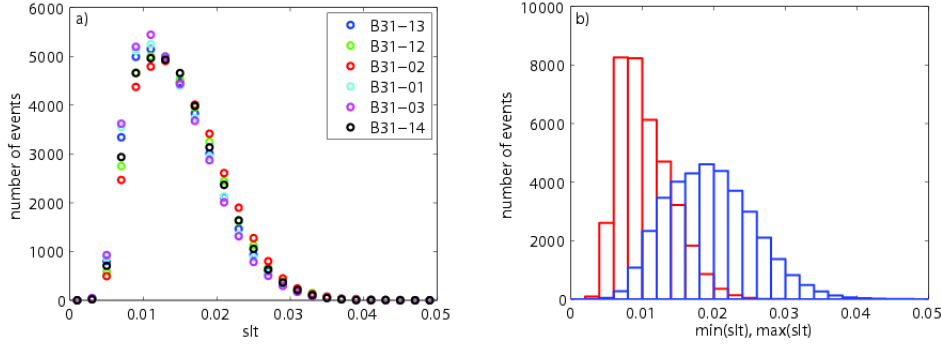 a)
6000
5000
4000
3000
2000
1000
0
number of events
B31−13
B31−12
B31−02
B31−01
B31−03
B31−14
0 0.01 0.02 0.03 0.04 0.05
slt
b)
10000
8000
6000
4000
2000
0
number of events
0 0.01 0.02 0.03 0.04 0.05
min(slt), max(slt)